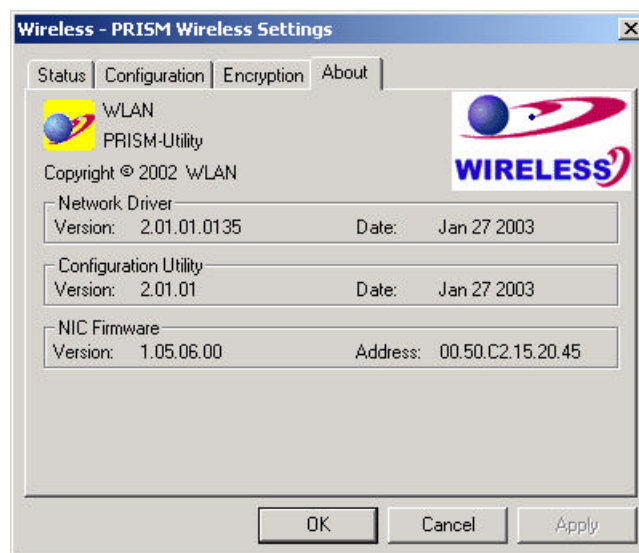 Wireless - PRISM Wireless Settings
Status Configuration Encryption About
WLAN
PRISM-Utility
Copyright © 2002 WLAN
WIRELESS
Network Driver
Version: 2.01.01.0135 Date: Jan 27 2003
Configuration Utility
Version: 2.01.01 Date: Jan 27 2003
NIC Firmware
Version: 1.05.06.00 Address: 00.50.C2.15.20.45
OK Cancel Apply